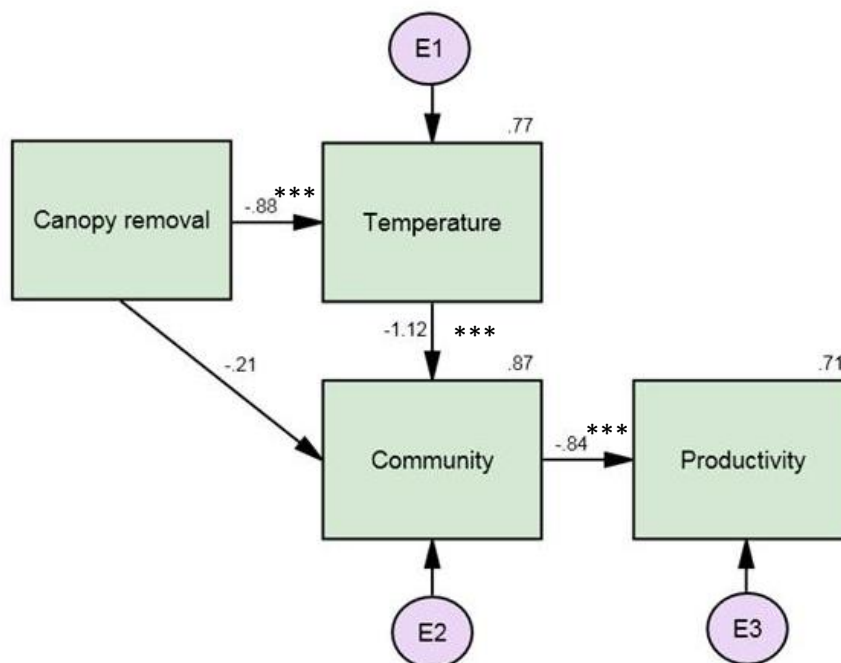 E1
.77
Canopy removal
-.88
***
Temperature
-1.12
***
-.21
.87
.71
Community
-.84
***
Productivity
E2
E3